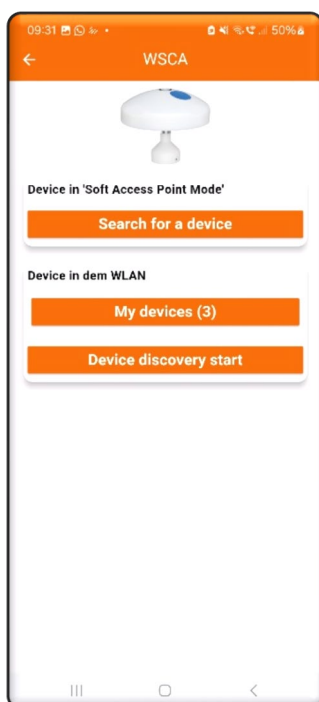 09:31
50%
WSCA
Device in 'Soft Access Point Mode'
Search for a device
Device in dem WLAN
My devices (3)
Device discovery start